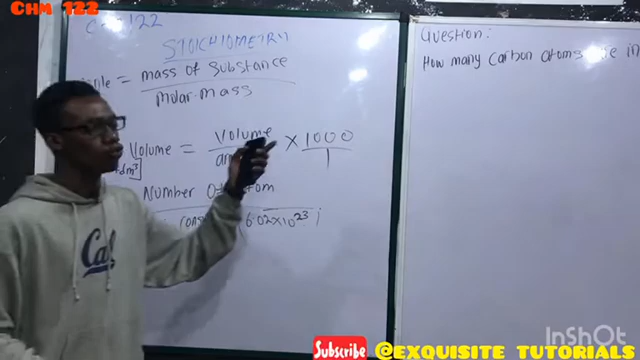 CHM 122
CHM 122
STOICHIOMETRY
= mass of Substance
molar mass
Volume = Volume × 1000
1
dm³]
Number Of atom
6.02×10²³
Question:
How many Carbon atoms are in
Cal
InShOt
Subscribe @EXQUISITE TUTORIALS